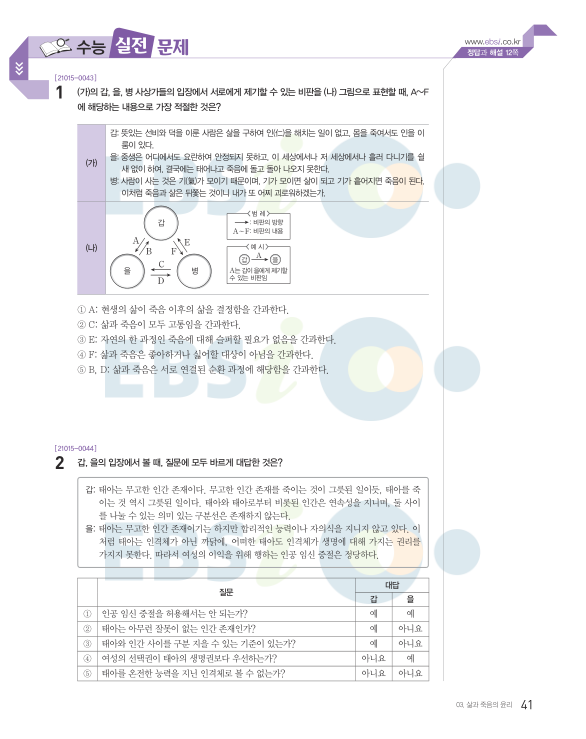 수능 실전 문제
www.ebsi.co.kr
정답과 해설 12쪽
[21015-0043]
1 (가)의 갑, 을, 병 사상가들의 입장에서 서로에게 제기할 수 있는 비판을 (나) 그림으로 표현할 때, A~F
에 해당하는 내용으로 가장 적절한 것은?
(가)
갑: 뜻있는 선비와 덕을 이룬 사람은 삶을 구하여 인(仁)을 해치는 일이 없고, 몸을 죽여서도 인을 이
룸이 있다.
을: 중생은 어디에서도 요란하여 안정되지 못하고, 이 세상에서나 저 세상에서나 흘러 다니기를 쉴
새 없이 하여, 결국에는 태어나고 죽음에 돌고 돌아 나오지 못한다.
병: 사람이 사는 것은 기(氣)가 모이기 때문이며, 기가 모이면 삶이 되고 기가 흩어지면 죽음이 된다.
이처럼 죽음과 삶은 뒤쫓는 것이니 내가 또 어찌 괴로워하겠는가.
(나)
갑
을
병
A
B
E
F
C
D
<범 례>
: 비판의 방향
A~F: 비판의 내용
<예 시>
갑 A 을
A는 갑이 을에게 제기할
수 있는 비판임
① A: 현생의 삶이 죽음 이후의 삶을 결정함을 간과한다.
② C: 삶과 죽음이 모두 고통임을 간과한다.
③ E: 자연의 한 과정인 죽음에 대해 슬퍼할 필요가 없음을 간과한다.
④ F: 삶과 죽음은 좋아하거나 싫어할 대상이 아님을 간과한다.
⑤ B, D: 삶과 죽음은 서로 연결된 순환 과정에 해당함을 간과한다.
[21015-0044]
2 갑, 을의 입장에서 볼 때, 질문에 모두 바르게 대답한 것은?
갑: 태아는 무고한 인간 존재이다. 무고한 인간 존재를 죽이는 것이 그릇된 일이듯, 태아를 죽
이는 것 역시 그릇된 일이다. 태아와 태아로부터 비롯된 인간은 연속성을 지니며, 둘 사이
를 나눌 수 있는 의미 있는 구분선은 존재하지 않는다.
을: 태아는 무고한 인간 존재이기는 하지만 합리적인 능력이나 자의식을 지니지 않고 있다. 이
처럼 태아는 인격체가 아닌 까닭에, 어떠한 태아도 인격체가 생명에 대해 가지는 권리를
가지지 못한다. 따라서 여성의 이익을 위해 행하는 인공 임신 중절은 정당하다.
질문 대답
갑 을
① 인공 임신 중절을 허용해서는 안 되는가? 예 예
② 태아는 아무런 잘못이 없는 인간 존재인가? 예 아니요
③ 태아와 인간 사이를 구분 지을 수 있는 기준이 있는가? 예 아니요
④ 여성의 선택권이 태아의 생명권보다 우선하는가? 아니요 예
⑤ 태아를 온전한 능력을 지닌 인격체로 볼 수 없는가? 아니요 아니요
03. 삶과 죽음의 윤리 41
EBSi
EBSi
EBSi